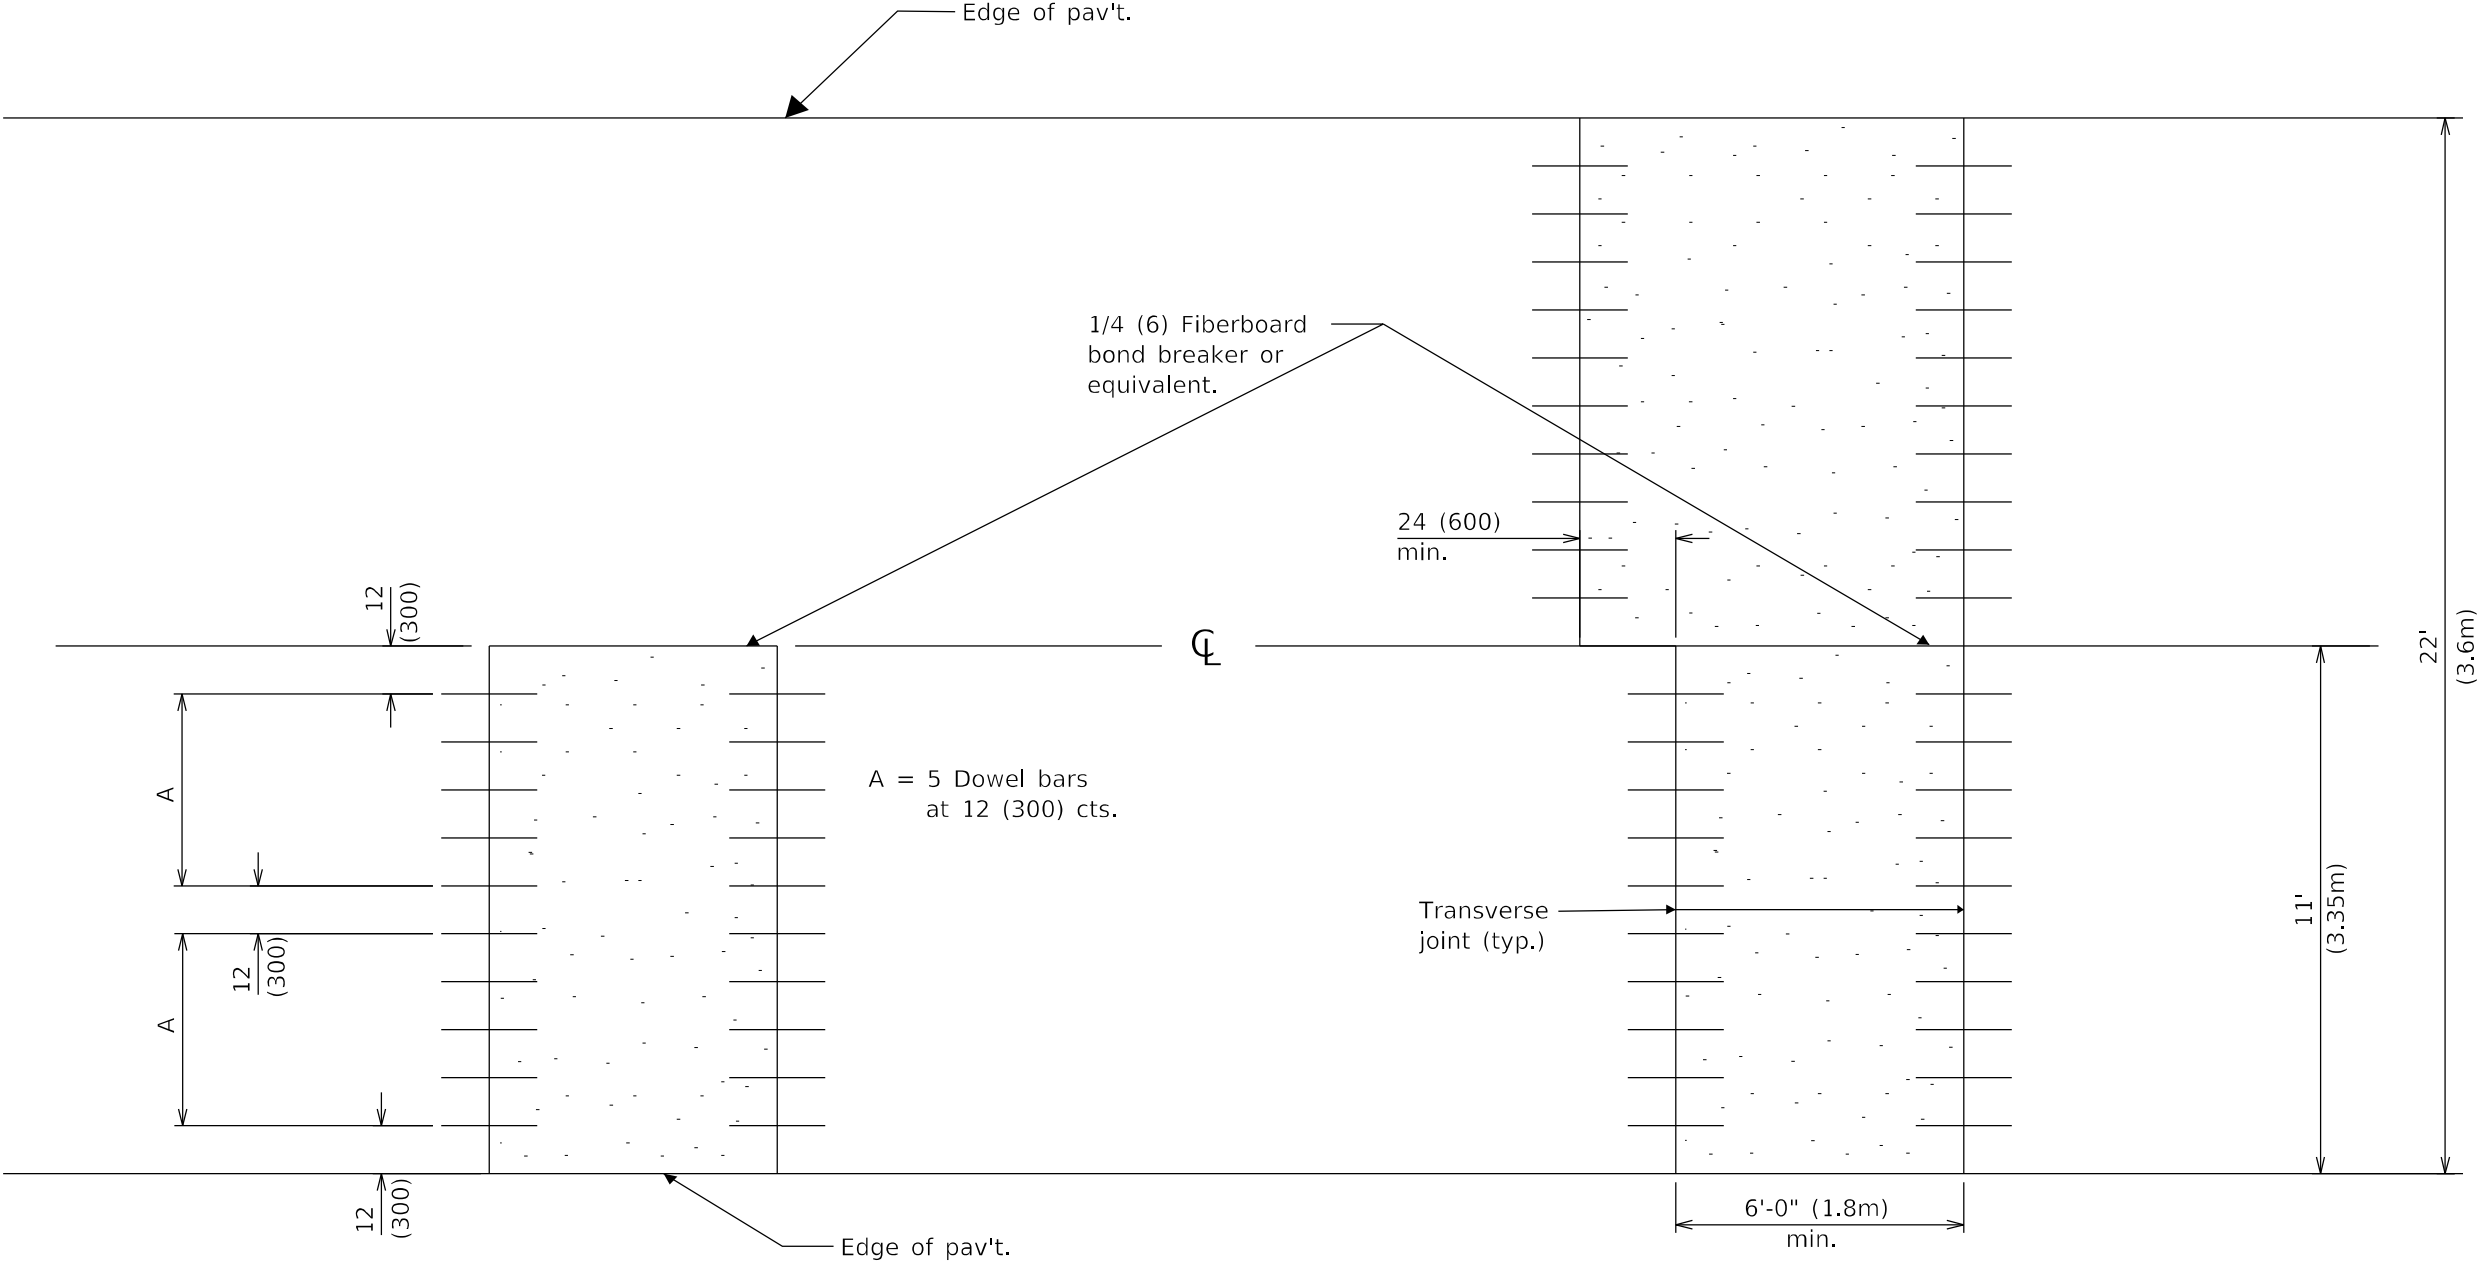 Edge of pav't.
1/4 (6) Fiberboard
bond breaker or
equivalent.
24 (600)
min.
12
(300)
℄
22'
(3.6m)
A
A = 5 Dowel bars
at 12 (300) cts.
12
(300)
Transverse
joint (typ.)
11'
(3.35m)
A
12
(300)
6'-0" (1.8m)
min.
Edge of pav't.